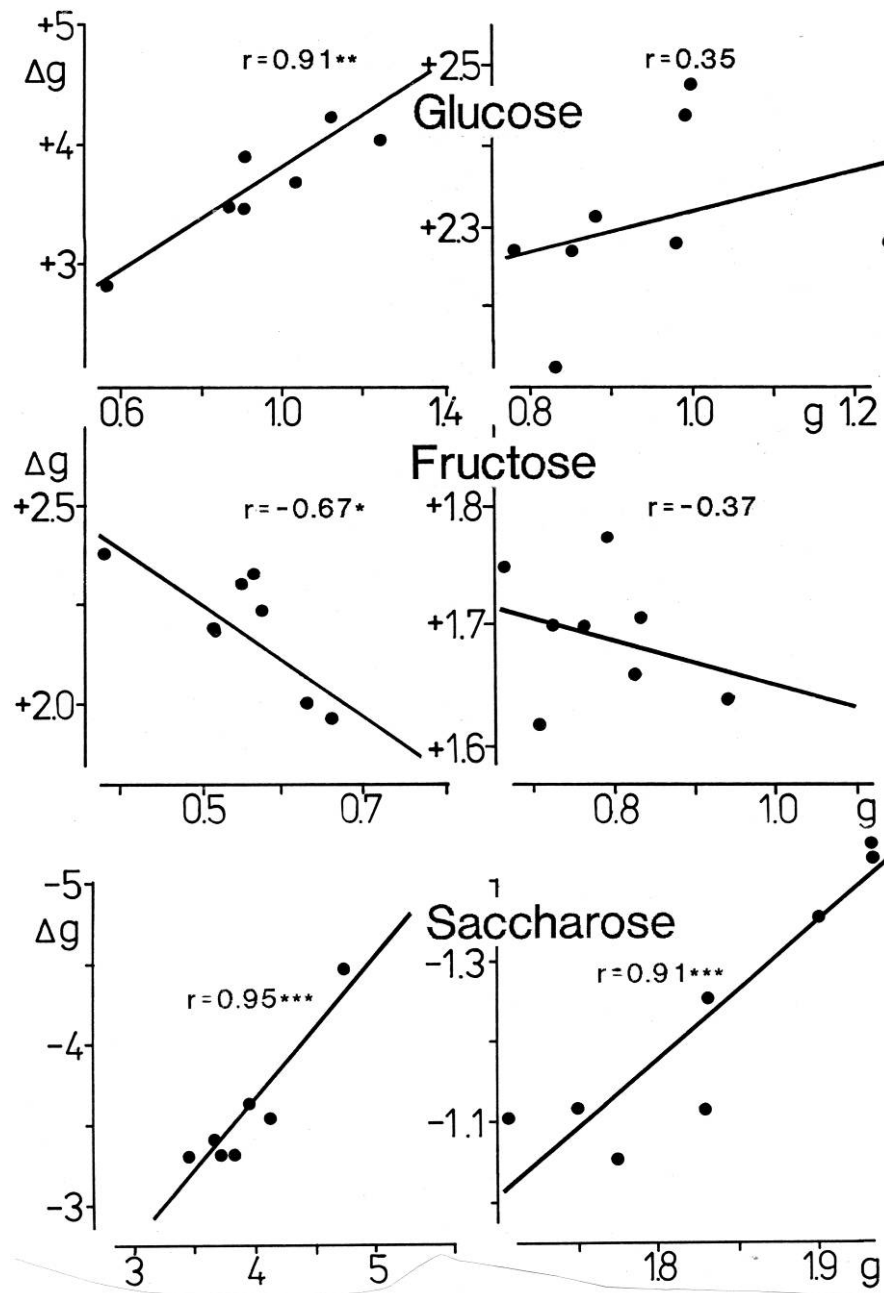 +5
Δg
r=0.91**
+2.5
r=0.35
Glucose
+4
+2.3
+3
0.6
1.0
1.4
0.8
1.0
g
1.2
Fructose
Δg
+2.5
r=-0.67*
+1.8
r=-0.37
+1.7
+2.0
+1.6
0.5
0.7
0.8
1.0
g
-5
Δg
Saccharose
-1.3
r=0.95***
r=0.91***
-4
-1.1
-3
3
4
5
1.8
1.9
g